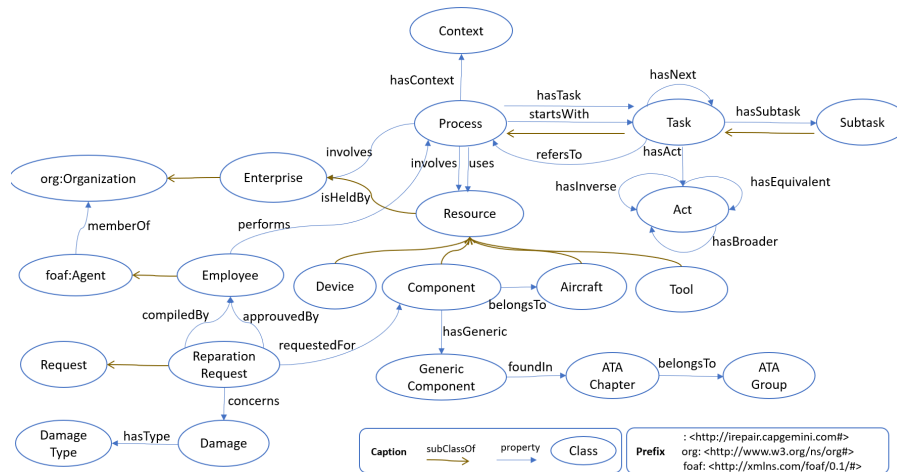 Context
hasContext
hasNext
hasTask
hasSubtask
startsWith
Process
Task
Subtask
involves
refersTo
hasAct
involves
uses
org:Organization
Enterprise
isHeldBy
hasInverse
hasEquivalent
Resource
Act
memberOf
performs
hasBroader
foaf:Agent
Employee
Device
Component
Aircraft
Tool
belongsTo
compiledBy
approuvedBy
hasGeneric
requestedFor
Request
Reparation
Request
Generic
Component
foundIn
ATA
Chapter
belongsTo
ATA
Group
concerns
Damage
Type
hasType
Damage
Caption
subClassOf
property
Class
Prefix
: <http://irepair.capgemini.com#>
org: <http://www.w3.org/ns/org#>
foaf: <http://xmlns.com/foaf/0.1/#>